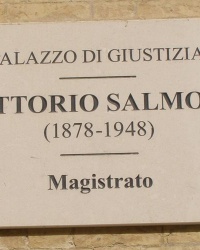 ALAZZO DI GIUSTIZIA
TTORIO SALMO
(1878-1948)
Magistrato